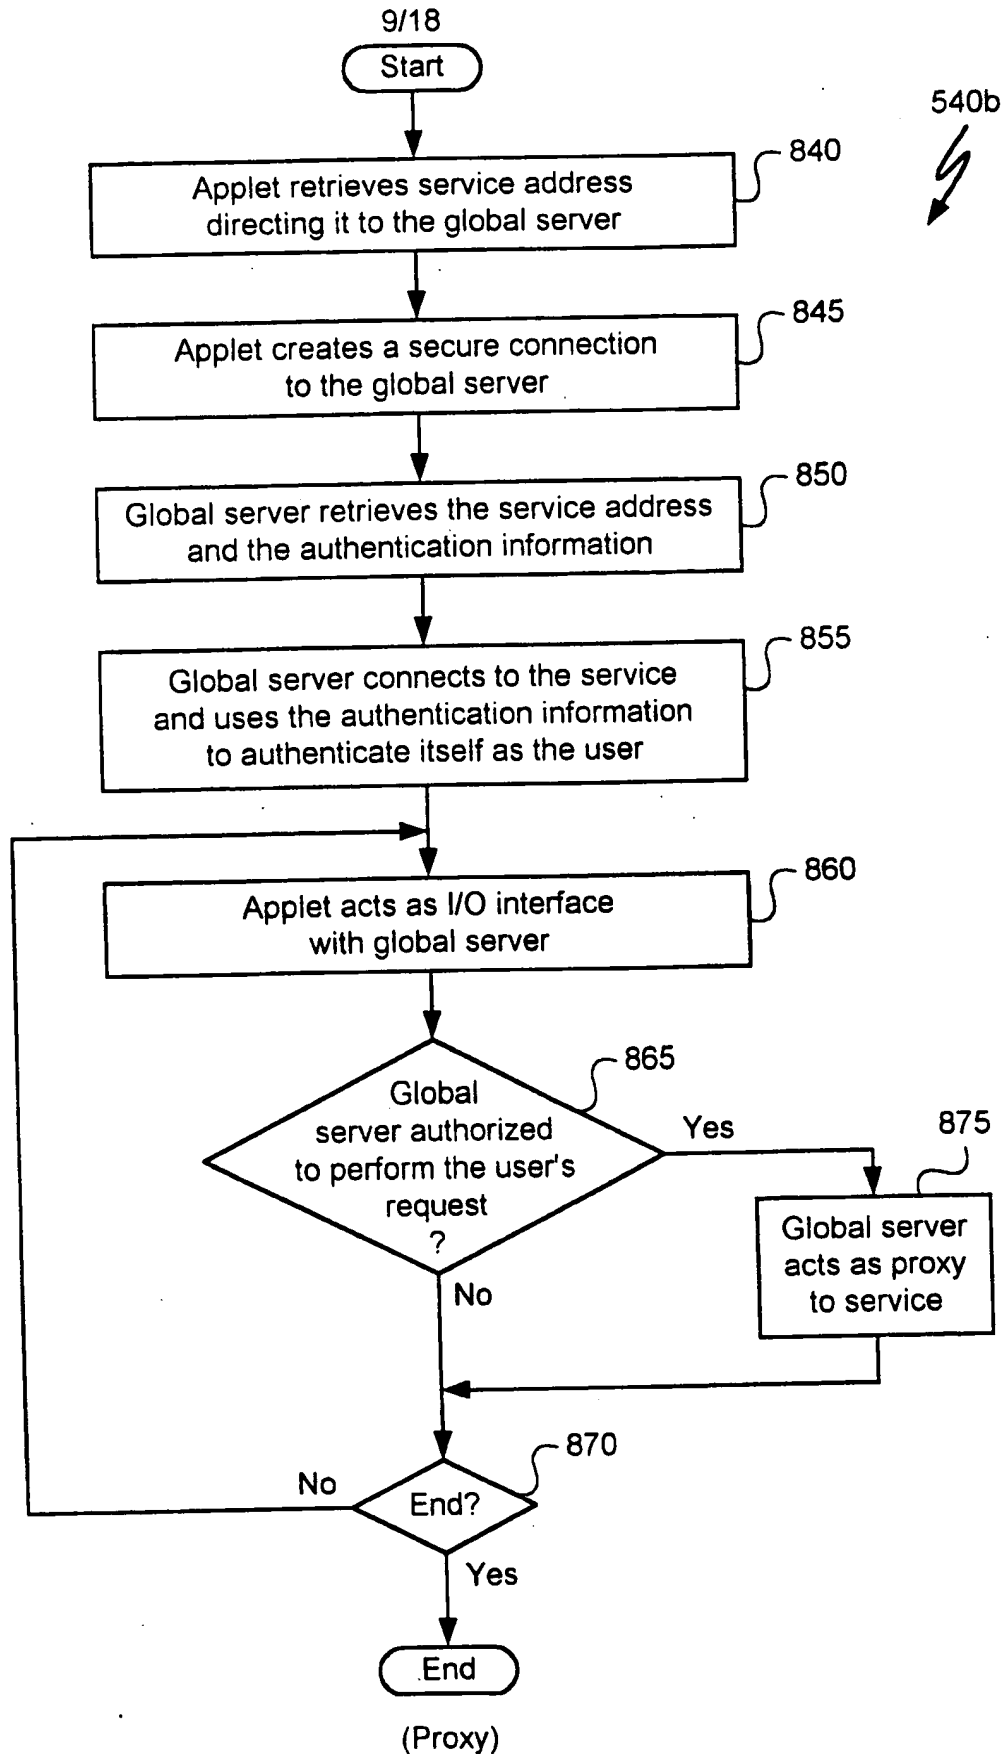 9/18
Start
540b
840
Applet retrieves service address
directing it to the global server
845
Applet creates a secure connection
to the global server
850
Global server retrieves the service address
and the authentication information
855
Global server connects to the service
and uses the authentication information
to authenticate itself as the user
860
Applet acts as I/O interface
with global server
865
Global
server authorized
to perform the user's
request
?
Yes
875
Global server
acts as proxy
to service
No
870
No
End?
Yes
End
(Proxy)